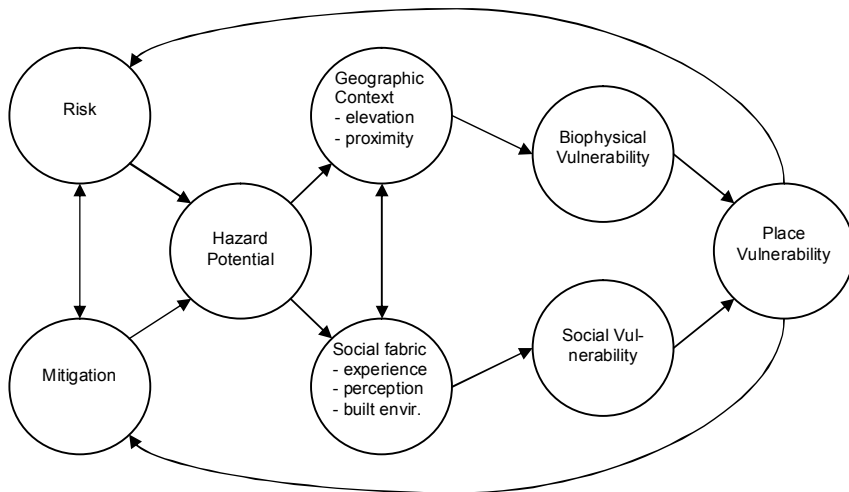 Risk
Mitigation
Hazard
Potential
Geographic
Context
- elevation
- proximity
Social fabric
- experience
- perception
- built envir.
Biophysical
Vulnerability
Social Vul-
nerability
Place
Vulnerability